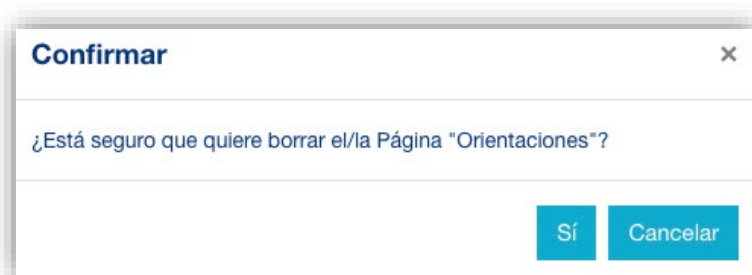 Confirmar ×
¿Está seguro que quiere borrar el/la Página "Orientaciones"?
Sí Cancelar